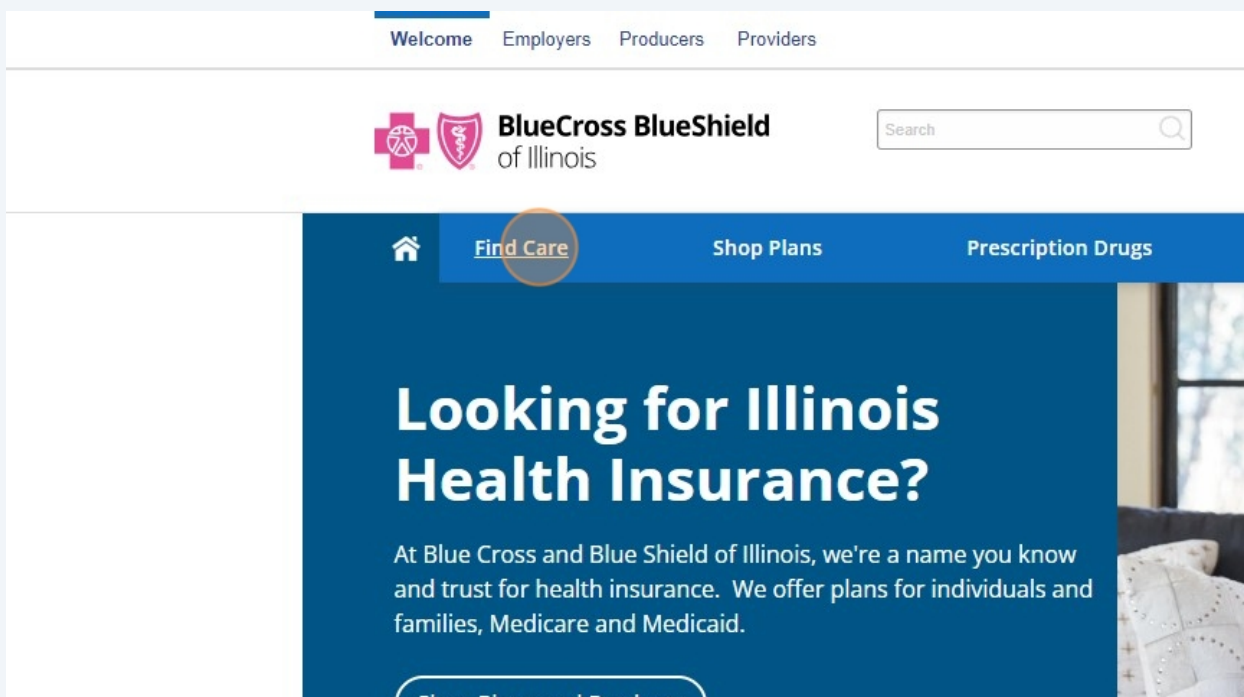 Welcome Employers Producers Providers
BlueCross BlueShield
of Illinois
Search
Find Care Shop Plans Prescription Drugs
Looking for Illinois
Health Insurance?
At Blue Cross and Blue Shield of Illinois, we're a name you know
and trust for health insurance. We offer plans for individuals and
families, Medicare and Medicaid.